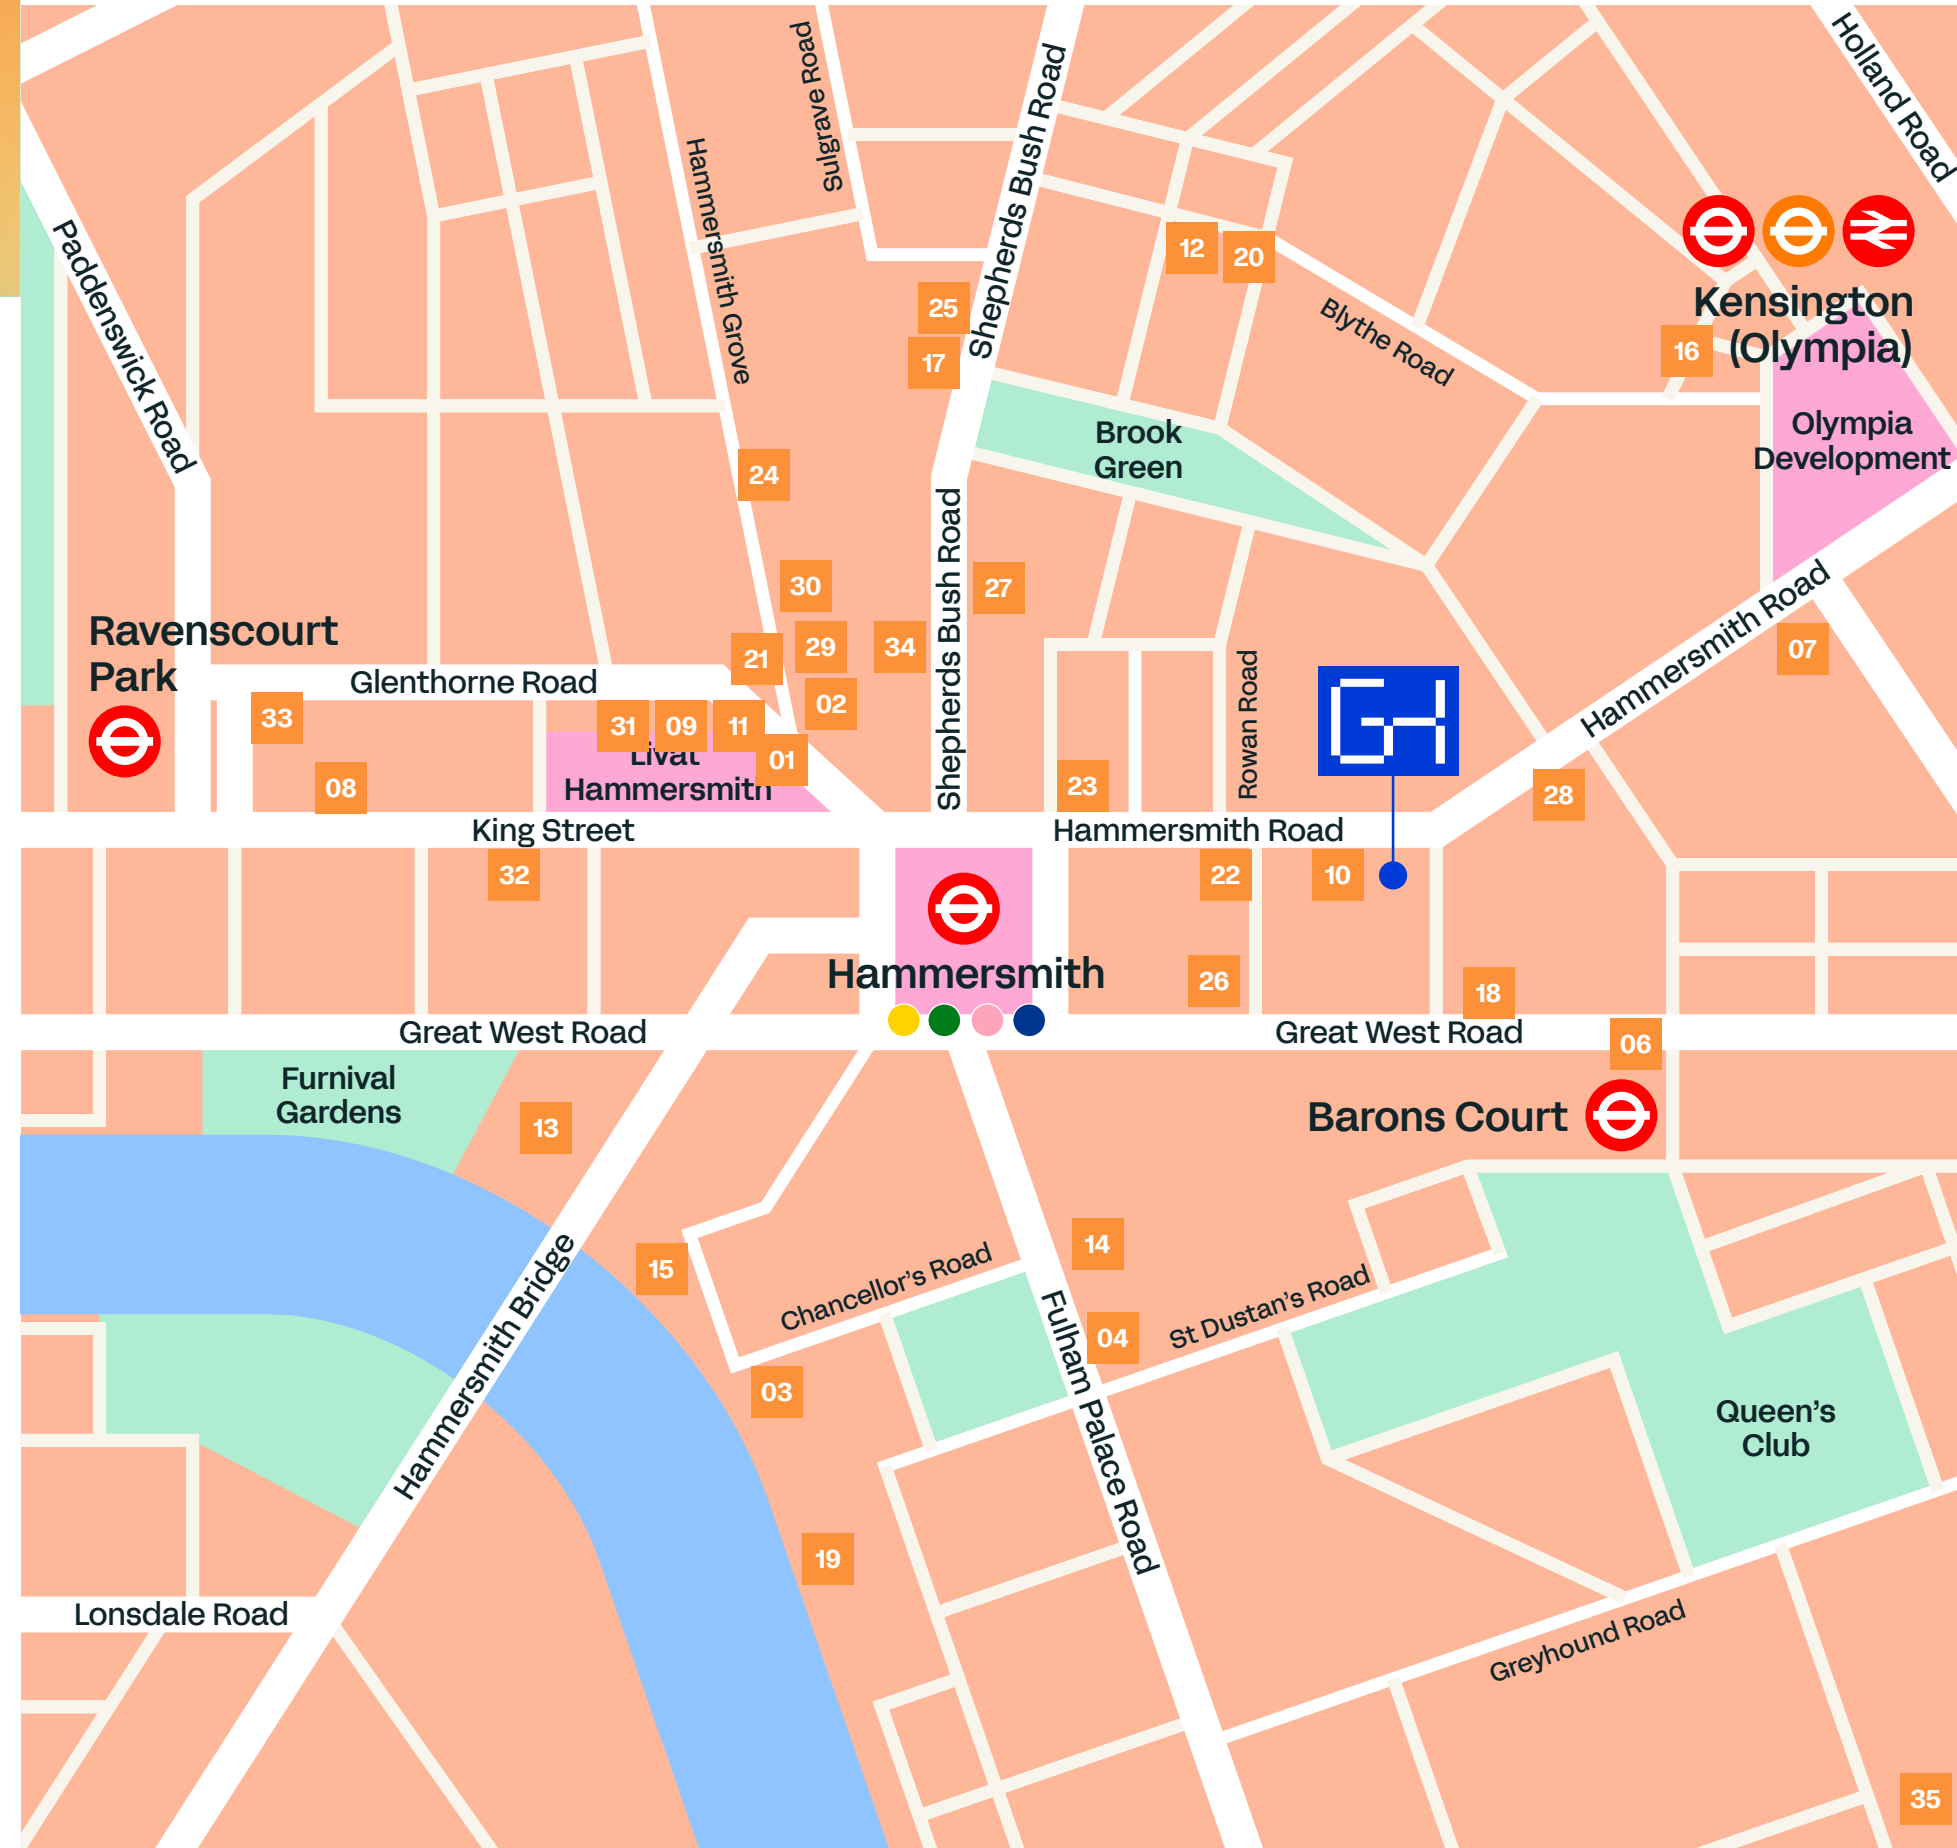 Holland Road
Sulgrave Road
Shepherds Bush Road
Hammersmith Grove
Paddenswick Road
12
20
25
17
Blythe Road
Kensington
(Olympia)
16
Olympia
Development
Brook
Green
24
Shepherds Bush Road
30
27
Ravenscourt
Park
21
29
34
Hammersmith Road
07
Glenthorne Road
33
31
09
11
02
01
Livat
Hammersmith
08
23
Rowan Road
GH
28
King Street
Hammersmith Road
32
22
10
Hammersmith
26
18
Great West Road
Great West Road
06
Furnival
Gardens
13
Barons Court
15
Hammersmith Bridge
Chancellor's Road
14
04
St Dustan's Road
Fulham Palace Road
03
Queen's
Club
19
Lonsdale Road
Greyhound Road
35